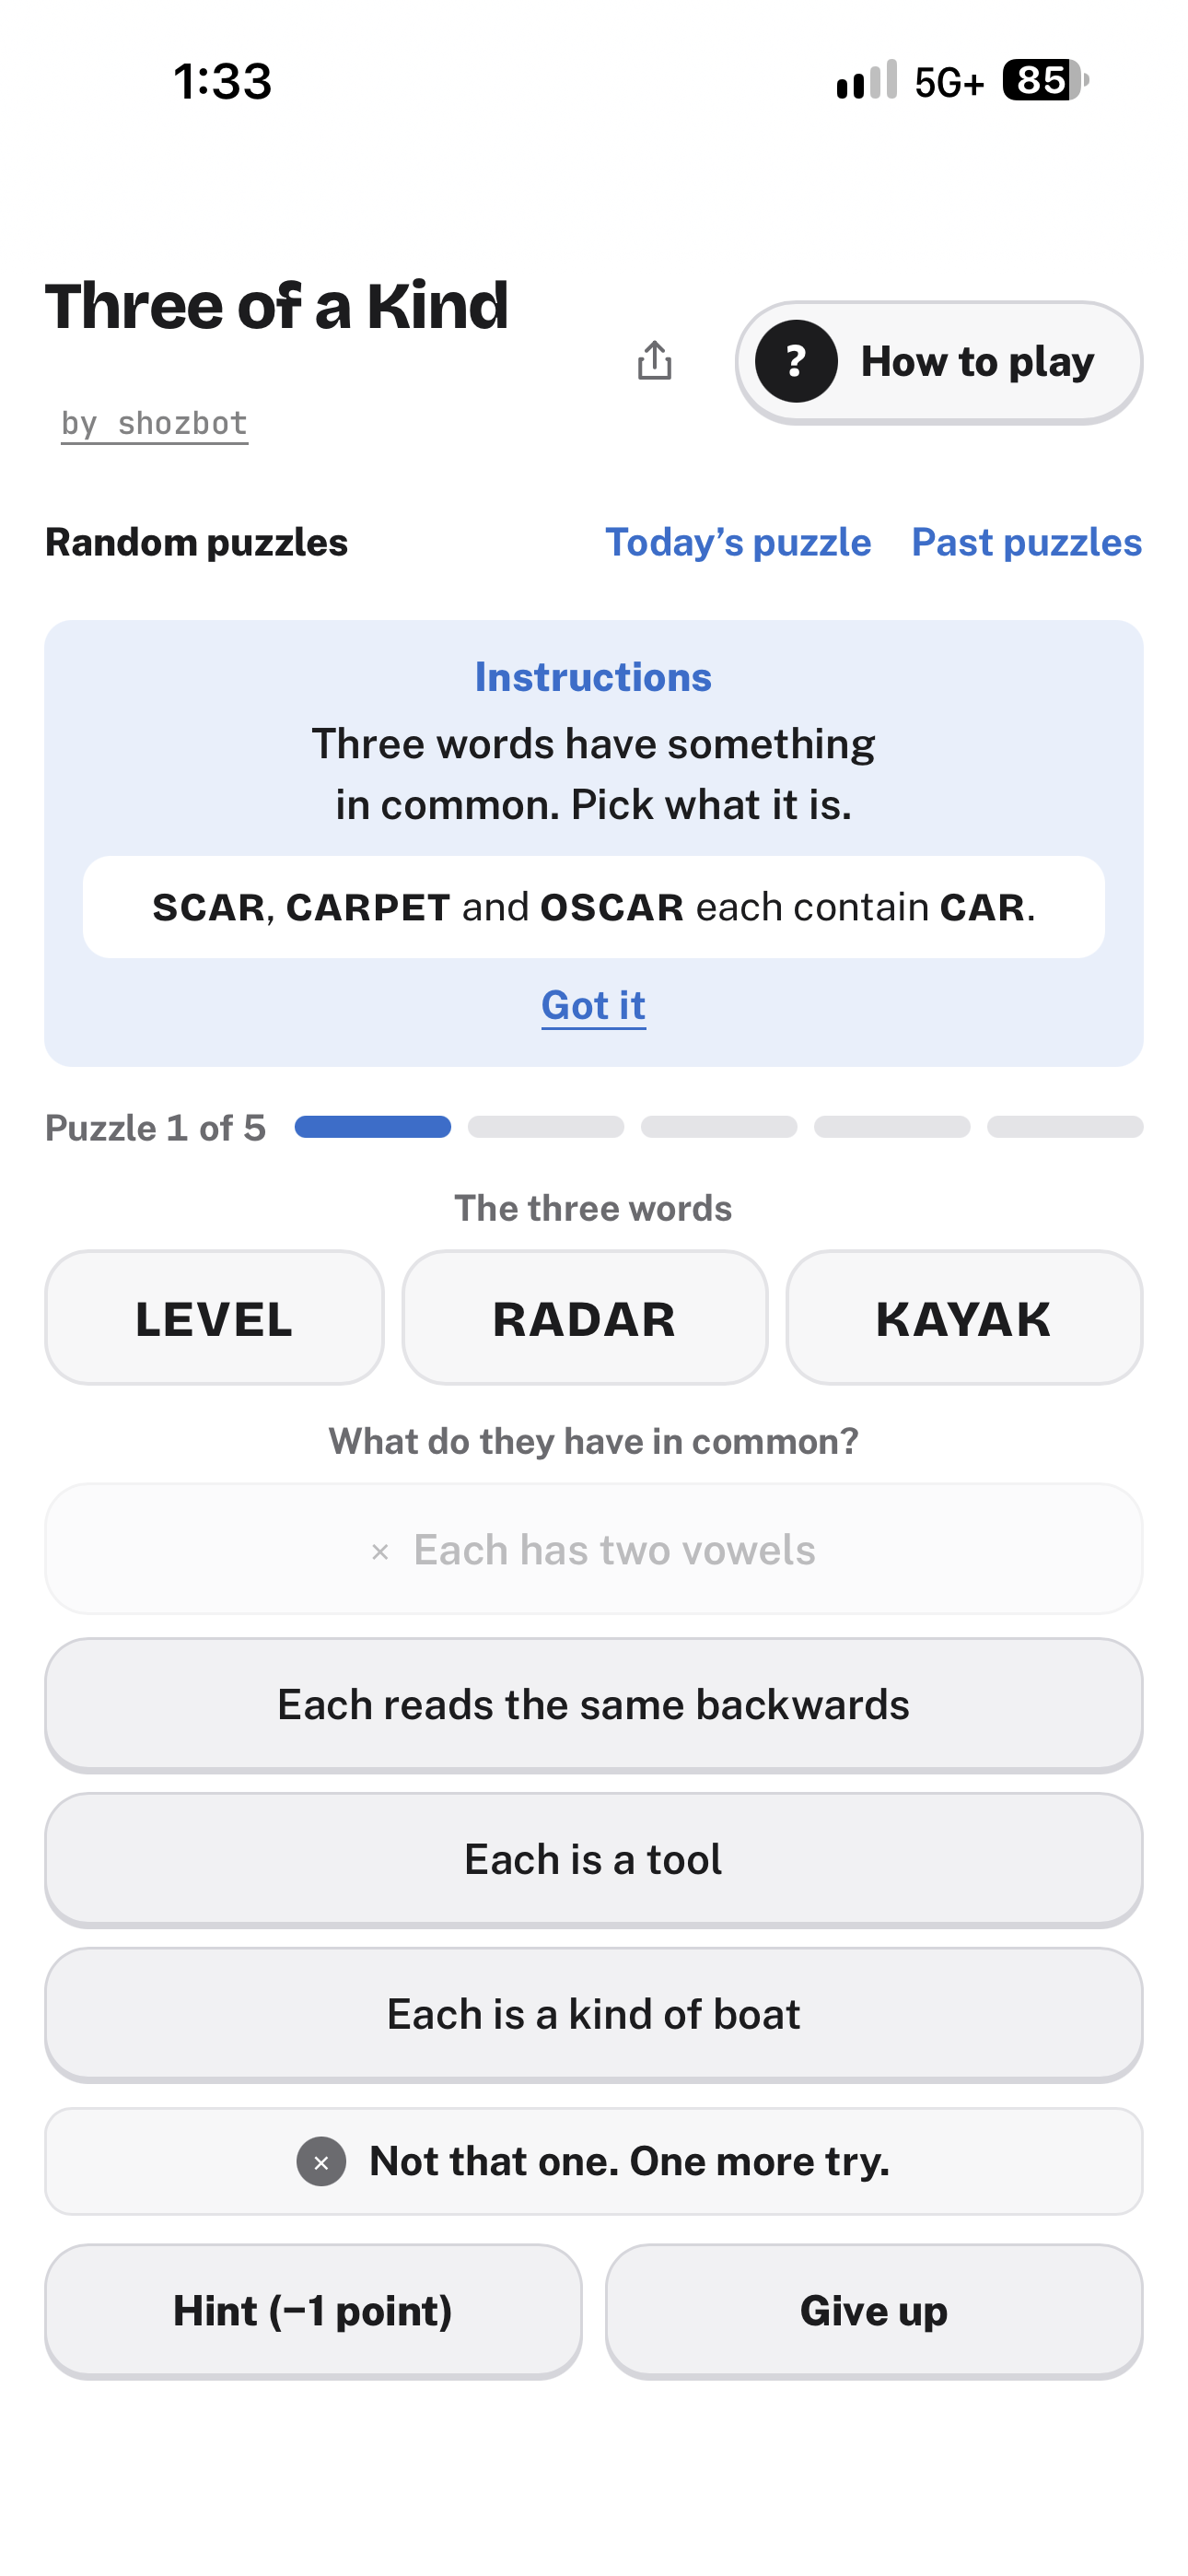 1:33
5G+ 85
Three of a Kind
? How to play
by shozbot
Random puzzles
Today’s puzzle Past puzzles
Instructions
Three words have something
in common. Pick what it is.
SCAR, CARPET and OSCAR each contain CAR.
Got it
Puzzle 1 of 5
The three words
LEVEL RADAR KAYAK
What do they have in common?
× Each has two vowels
Each reads the same backwards
Each is a tool
Each is a kind of boat
× Not that one. One more try.
Hint (−1 point) Give up